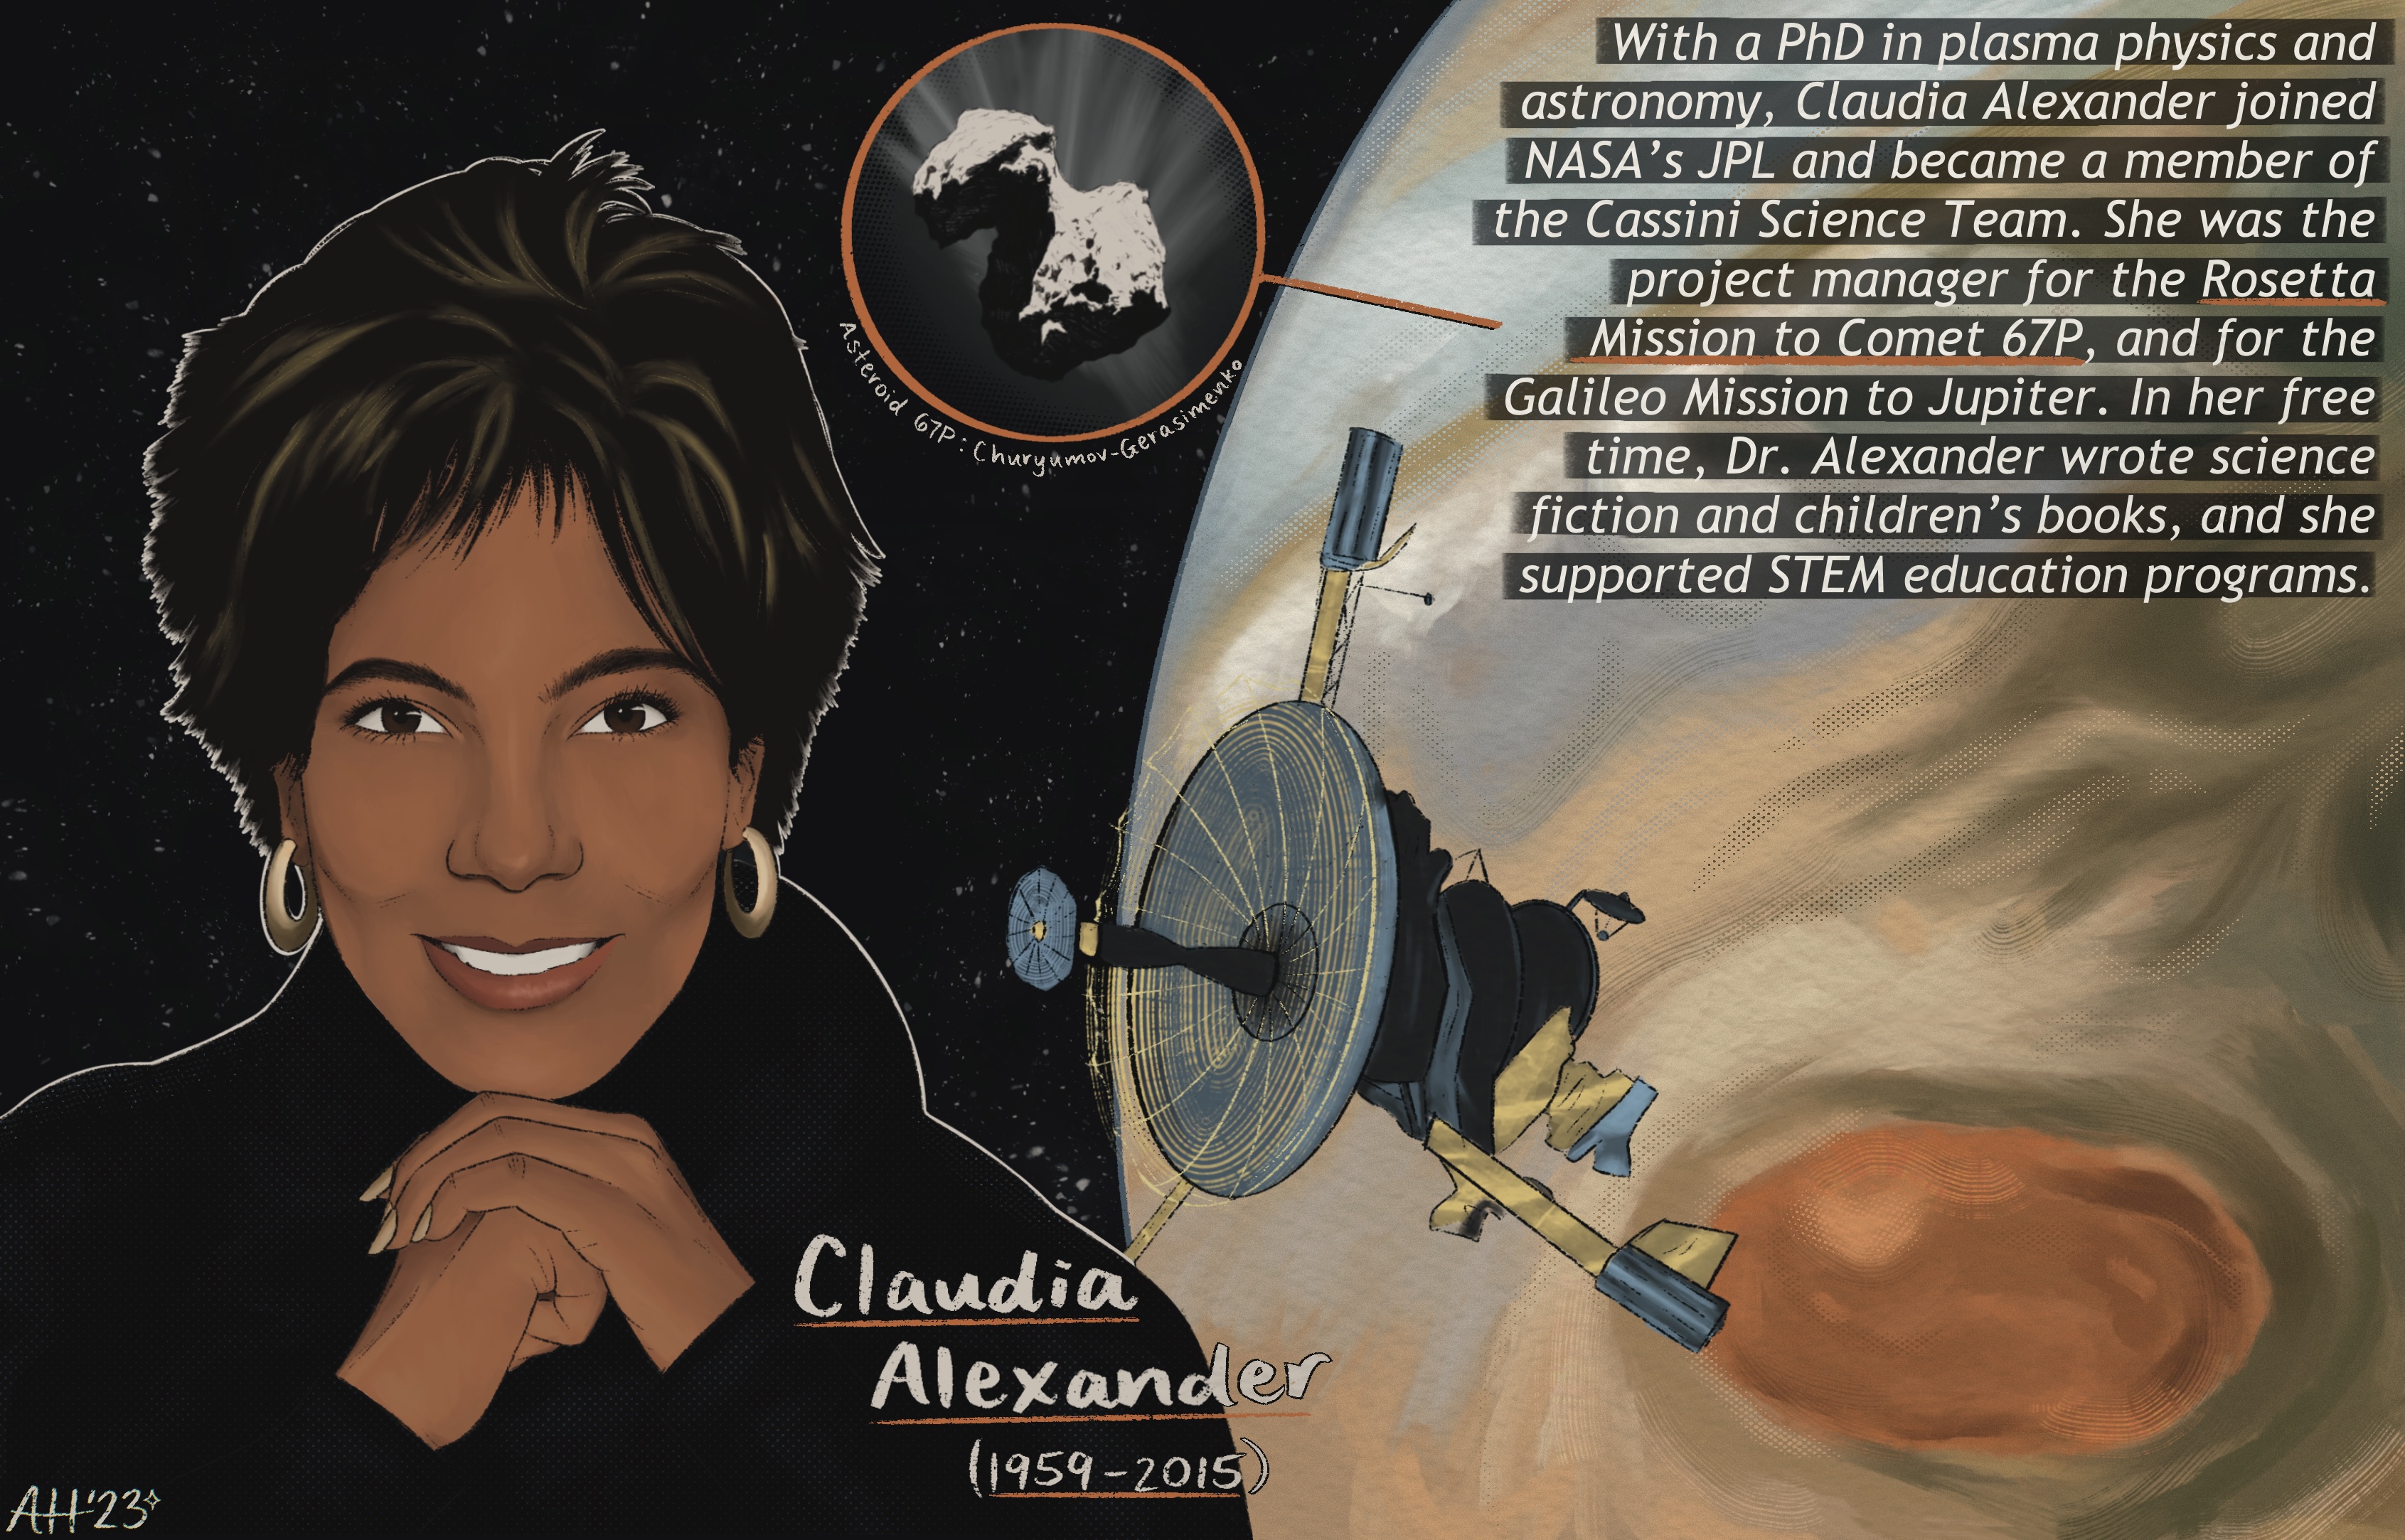 With a PhD in plasma physics and
astronomy, Claudia Alexander joined
NASA’s JPL and became a member of
the Cassini Science Team. She was the
project manager for the Rosetta
Mission to Comet 67P, and for the
Galileo Mission to Jupiter. In her free
time, Dr. Alexander wrote science
fiction and children’s books, and she
supported STEM education programs.
Asteroid 67P: Churyumov-Gerasimenko
Claudia
Alexander
(1959-2015)
AH'23